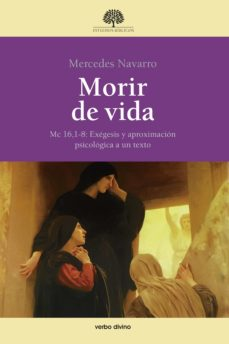 ESTUDIOS BÍBLICOS
Mercedes Navarro
Morir
de vida
Mc 16,1-8: Exégesis y aproximación
psicológica a un texto
verbo divino